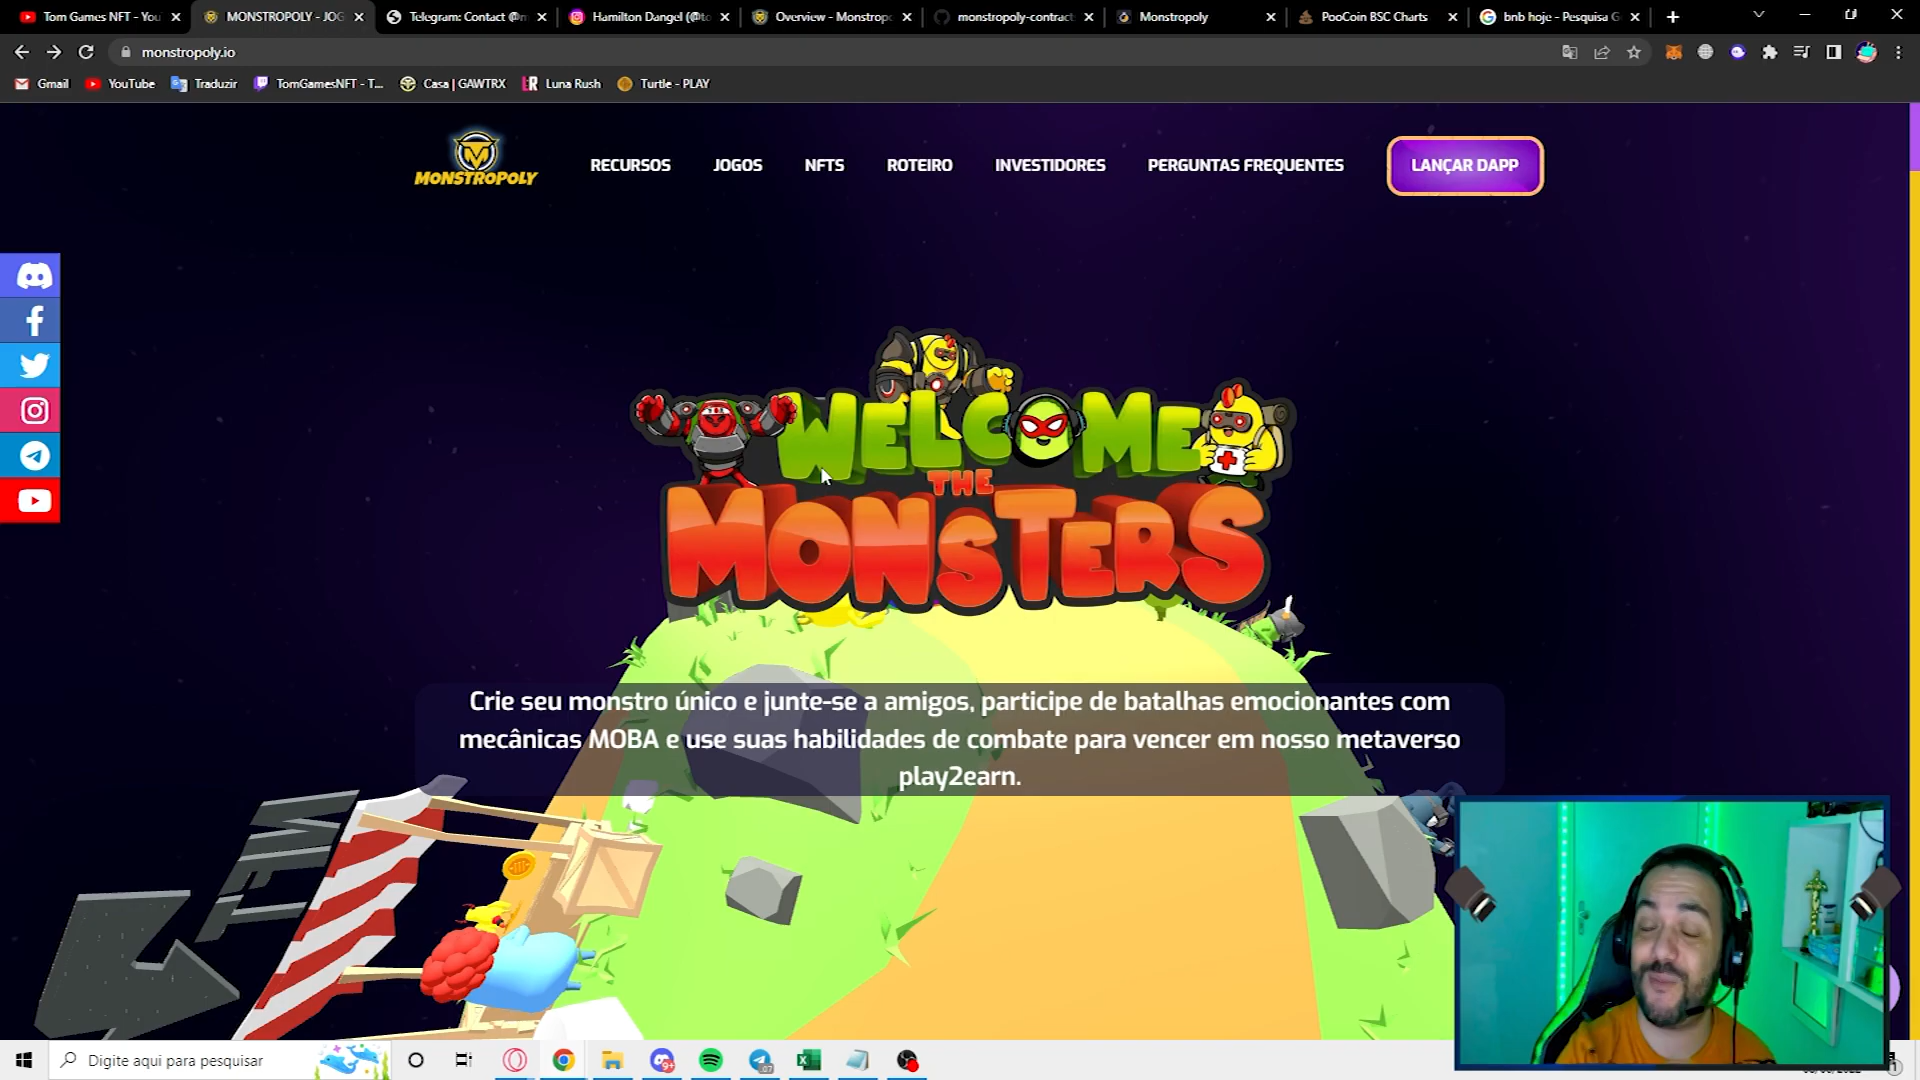 Tom Games NFT - You
MONSTROPOLY - JOG
Telegram: Contact @m
Hamilton Dangel (@to
Overview - Monstropo
monstropoly-contract
Monstropoly
PooCoin BSC Charts
bnb hoje - Pesquisa G
monstropoly.io
Gmail
YouTube
Traduzir
TomGamesNFT - T...
Casa | GAWTRX
Luna Rush
Turtle - PLAY
MONSTROPOLY
RECURSOS
JOGOS
NFTS
ROTEIRO
INVESTIDORES
PERGUNTAS FREQUENTES
LANÇAR DAPP
WELCOME
THE
MONSTERS
Crie seu monstro único e junte-se a amigos, participe de batalhas emocionantes com
mecânicas MOBA e use suas habilidades de combate para vencer em nosso metaverso
play2earn.
Digite aqui para pesquisar